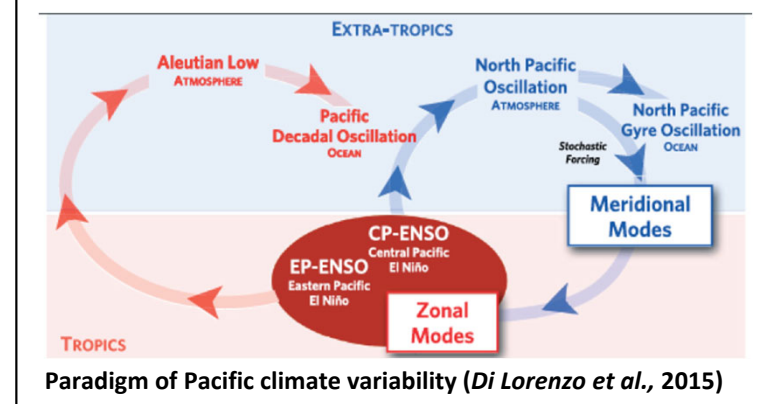 EXTRA-TROPICS
Aleutian Low
ATMOSPHERE
Pacific
Decadal Oscillation
OCEAN
North Pacific
Oscillation
ATMOSPHERE
North Pacific
Gyre Oscillation
OCEAN
Stochastic
Forcing
Meridional
Modes
CP-ENSO
Central Pacific
El Niño
EP-ENSO
Eastern Pacific
El Niño
Zonal
Modes
TROPICS
Paradigm of Pacific climate variability (Di Lorenzo et al., 2015)